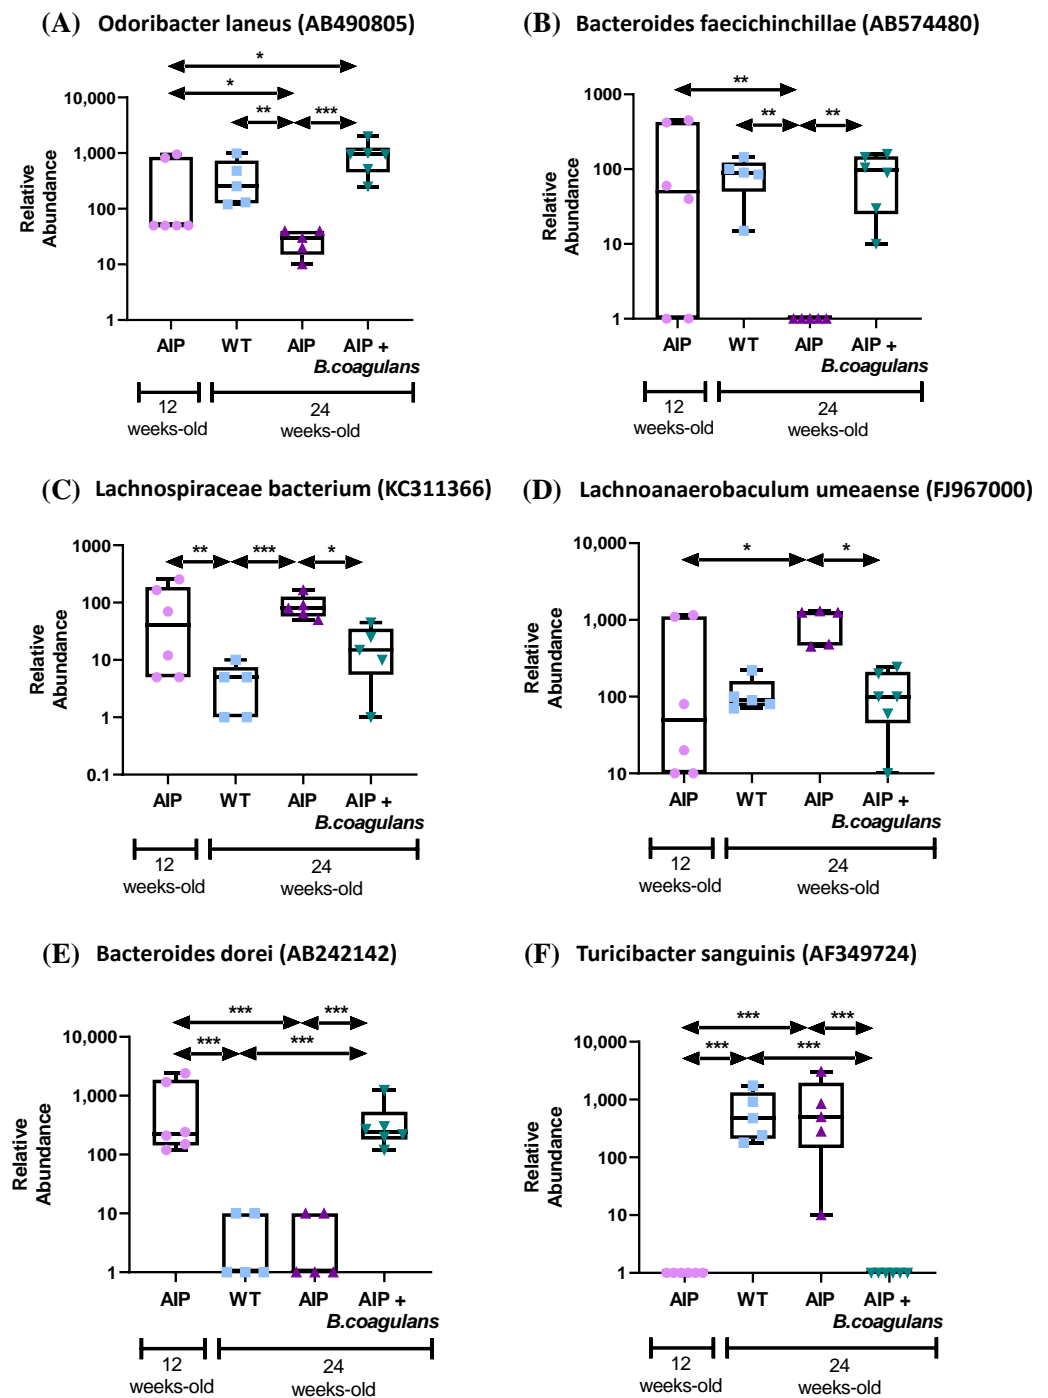 (A) Odoribacter laneus (AB490805)
*
*
** ***
10,000
1,000
100
10
1
Relative
Abundance
AIP WT AIP AIP +
B.coagulans
12
weeks-old
24
weeks-old
(B) Bacteroides faecichinchillae (AB574480)
**
** **
1000
100
10
1
Relative
Abundance
AIP WT AIP AIP +
B.coagulans
12
weeks-old
24
weeks-old
(C) Lachnospiraceae bacterium (KC311366)
** *** *
1000
100
10
1
0.1
Relative
Abundance
AIP WT AIP AIP +
B.coagulans
12
weeks-old
24
weeks-old
(D) Lachnoanaerobaculum umeaense (FJ967000)
* *
10,000
1,000
100
10
Relative
Abundance
AIP WT AIP AIP +
B.coagulans
12
weeks-old
24
weeks-old
(E) Bacteroides dorei (AB242142)
*** ***
*** ***
10,000
1,000
100
10
1
Relative
Abundance
AIP WT AIP AIP +
B.coagulans
12
weeks-old
24
weeks-old
(F) Turicibacter sanguinis (AF349724)
*** ***
*** ***
10,000
1,000
100
10
1
Relative
Abundance
AIP WT AIP AIP +
B.coagulans
12
weeks-old
24
weeks-old